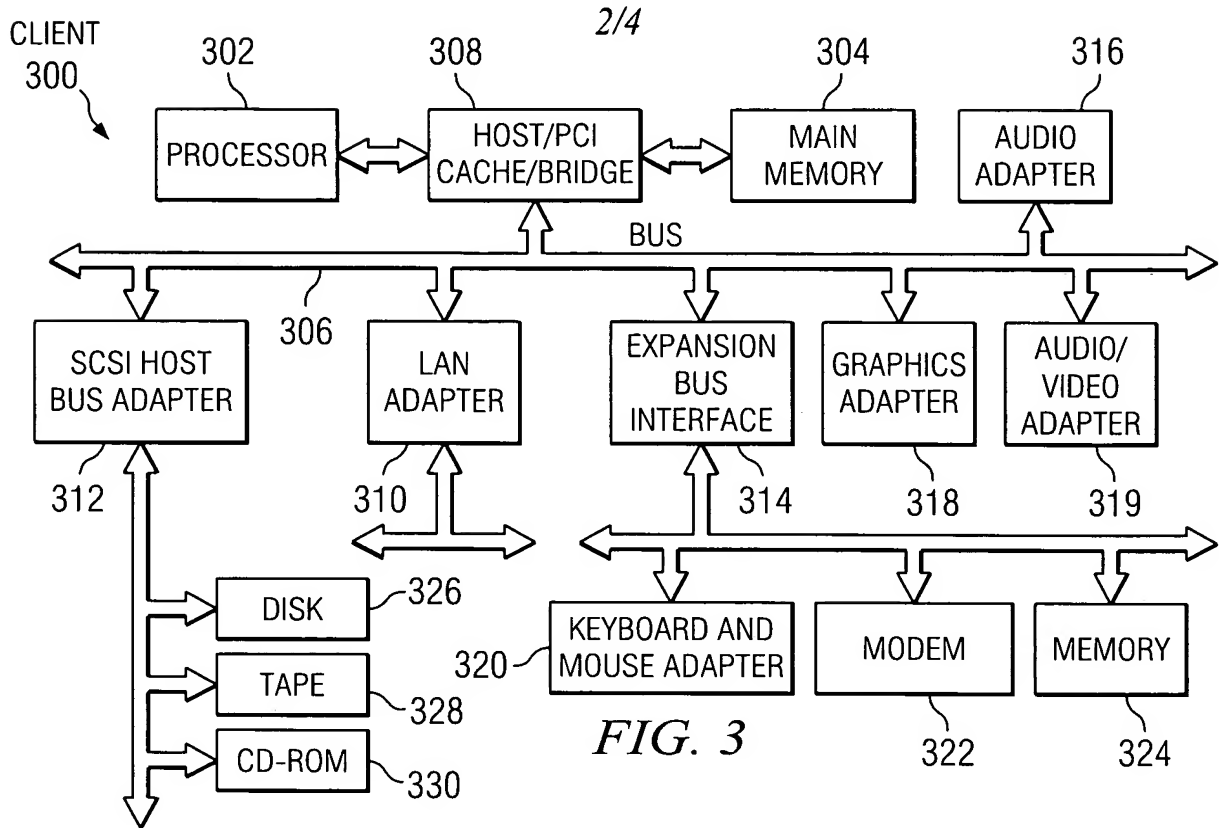 2/4
CLIENT
300
302
308
304
316
PROCESSOR
HOST/PCI
CACHE/BRIDGE
MAIN
MEMORY
AUDIO
ADAPTER
BUS
306
SCSI HOST
BUS ADAPTER
LAN
ADAPTER
EXPANSION
BUS
INTERFACE
GRAPHICS
ADAPTER
AUDIO/
VIDEO
ADAPTER
312
310
314
318
319
DISK
326
TAPE
328
CD-ROM
330
320
KEYBOARD AND
MOUSE ADAPTER
MODEM
MEMORY
322
324
FIG. 3